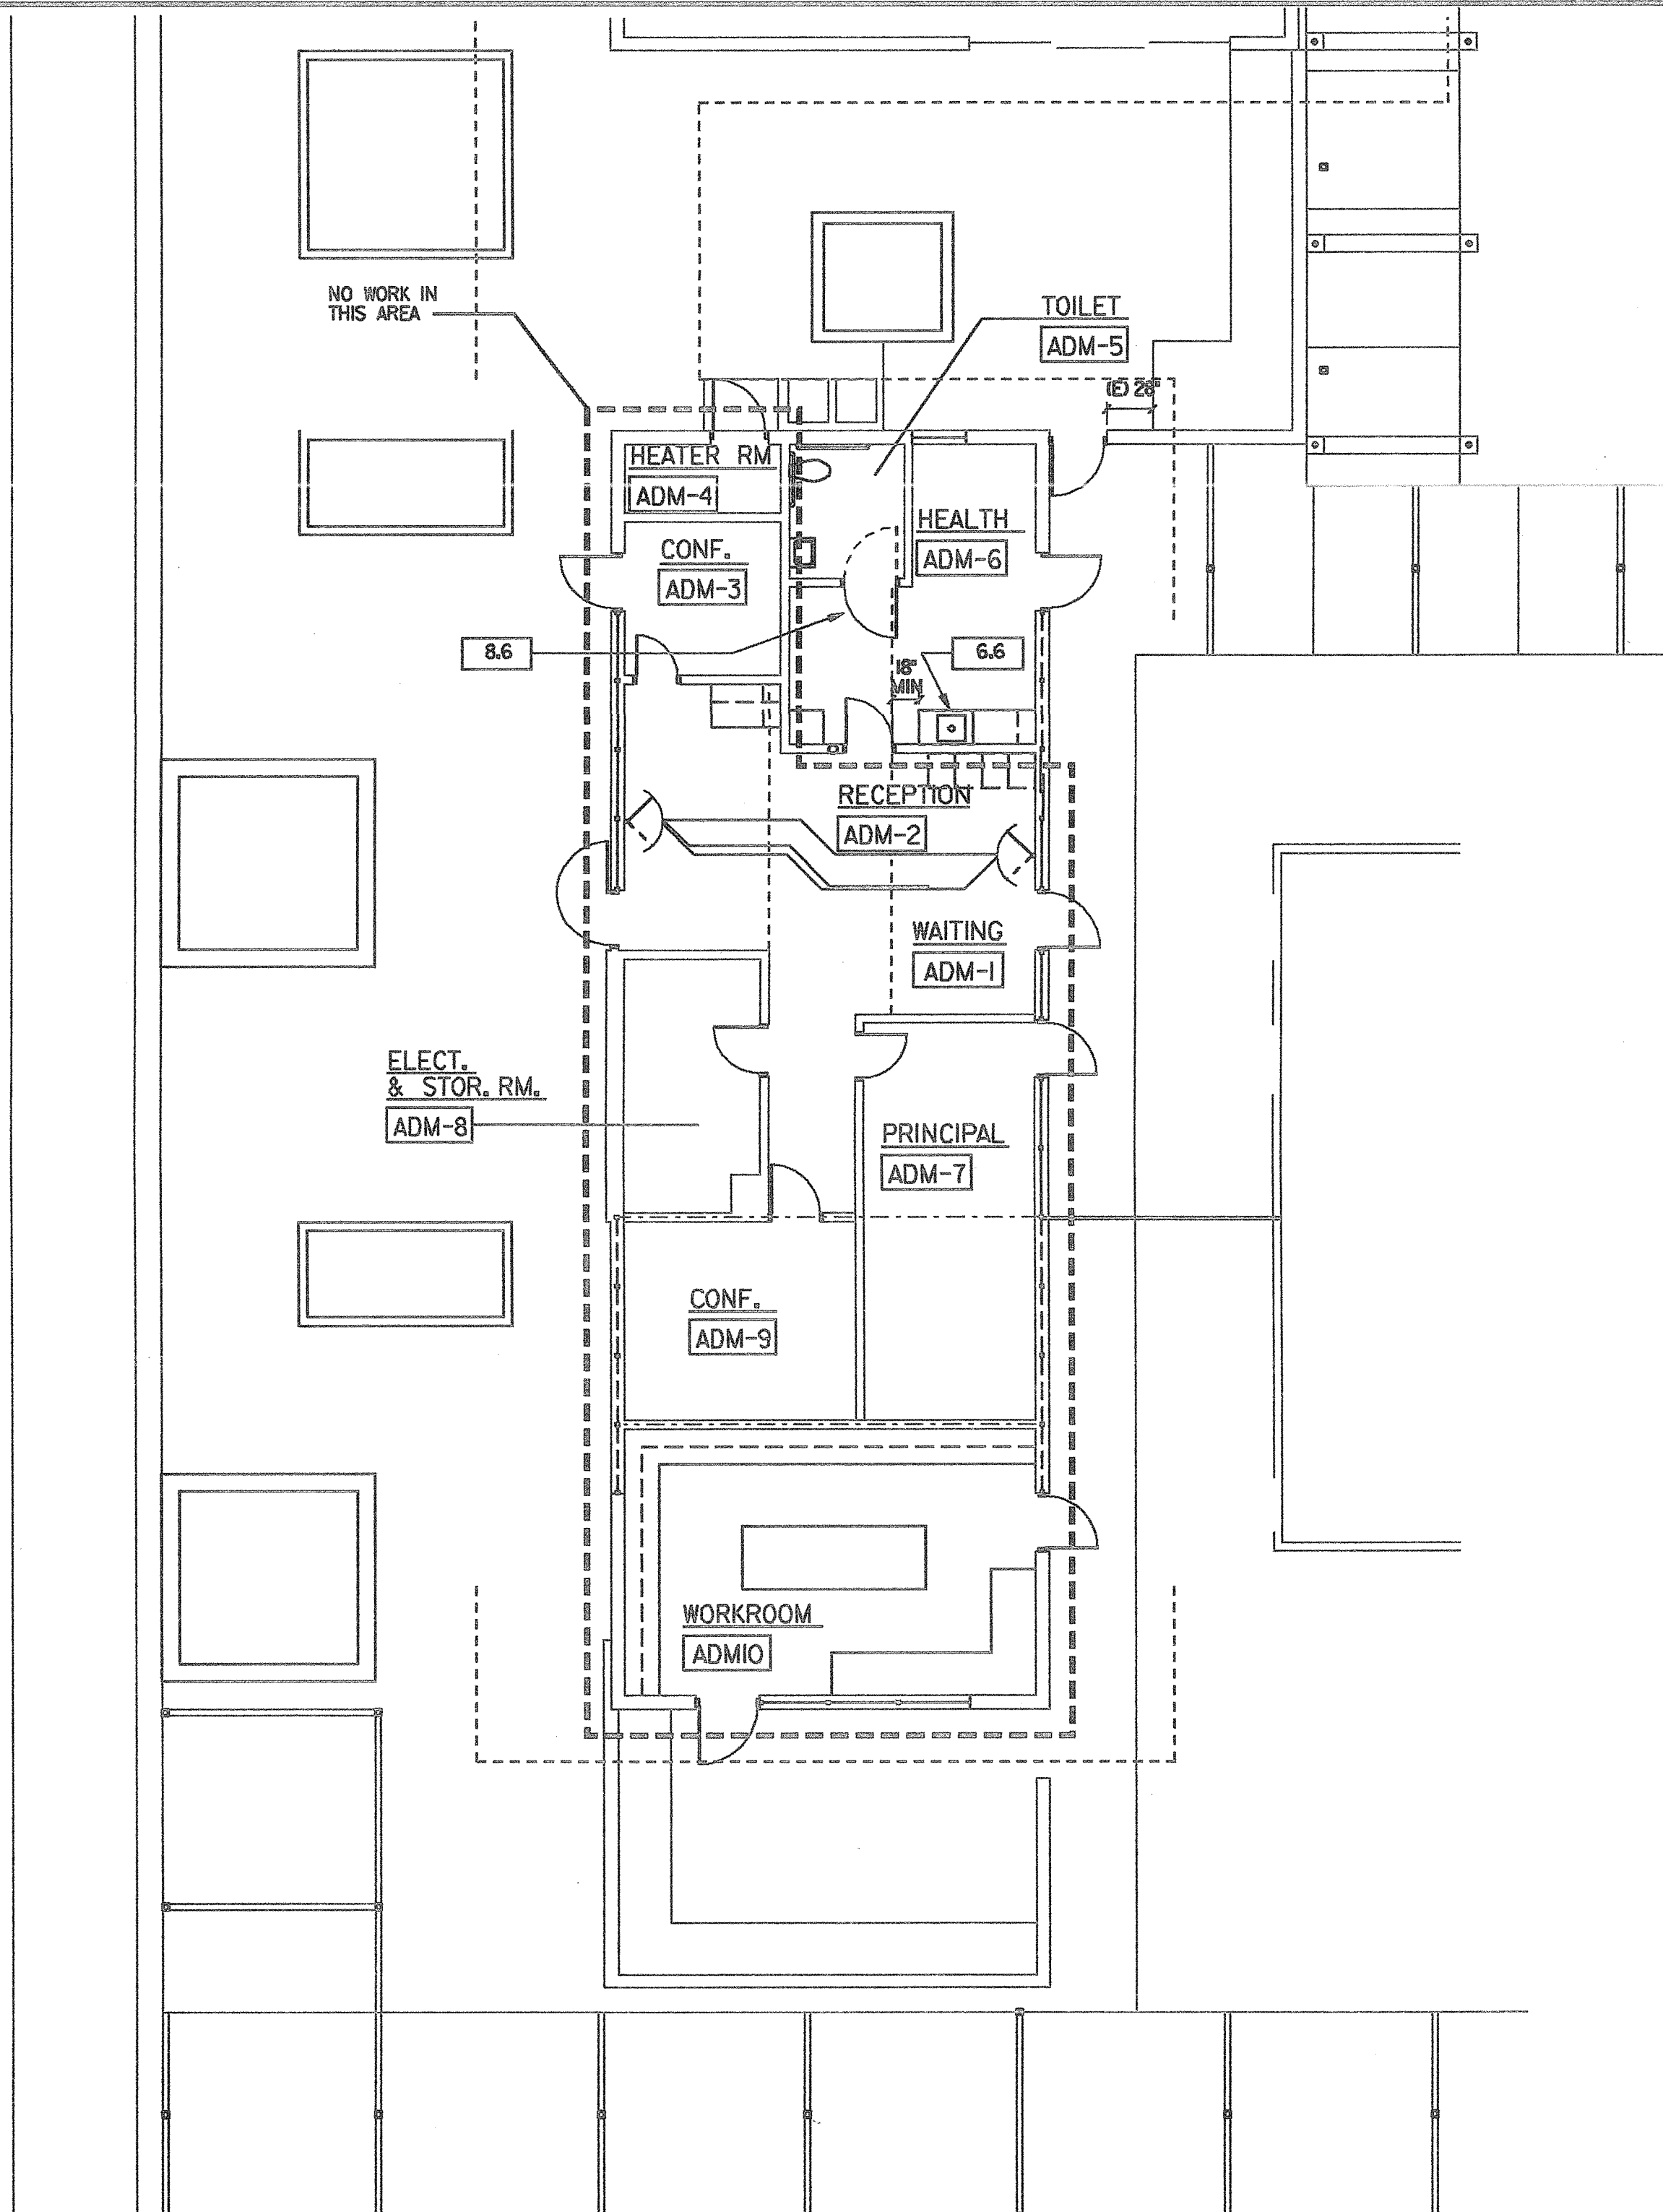 NO WORK IN
THIS AREA
TOILET
ADM-5
(E) 28"
HEATER RM
ADM-4
HEALTH
ADM-6
CONF.
ADM-3
8.6
6.6
18"
MIN
RECEPTION
ADM-2
WAITING
ADM-1
ELECT.
& STOR. RM.
ADM-8
PRINCIPAL
ADM-7
CONF.
ADM-9
WORKROOM
ADM10